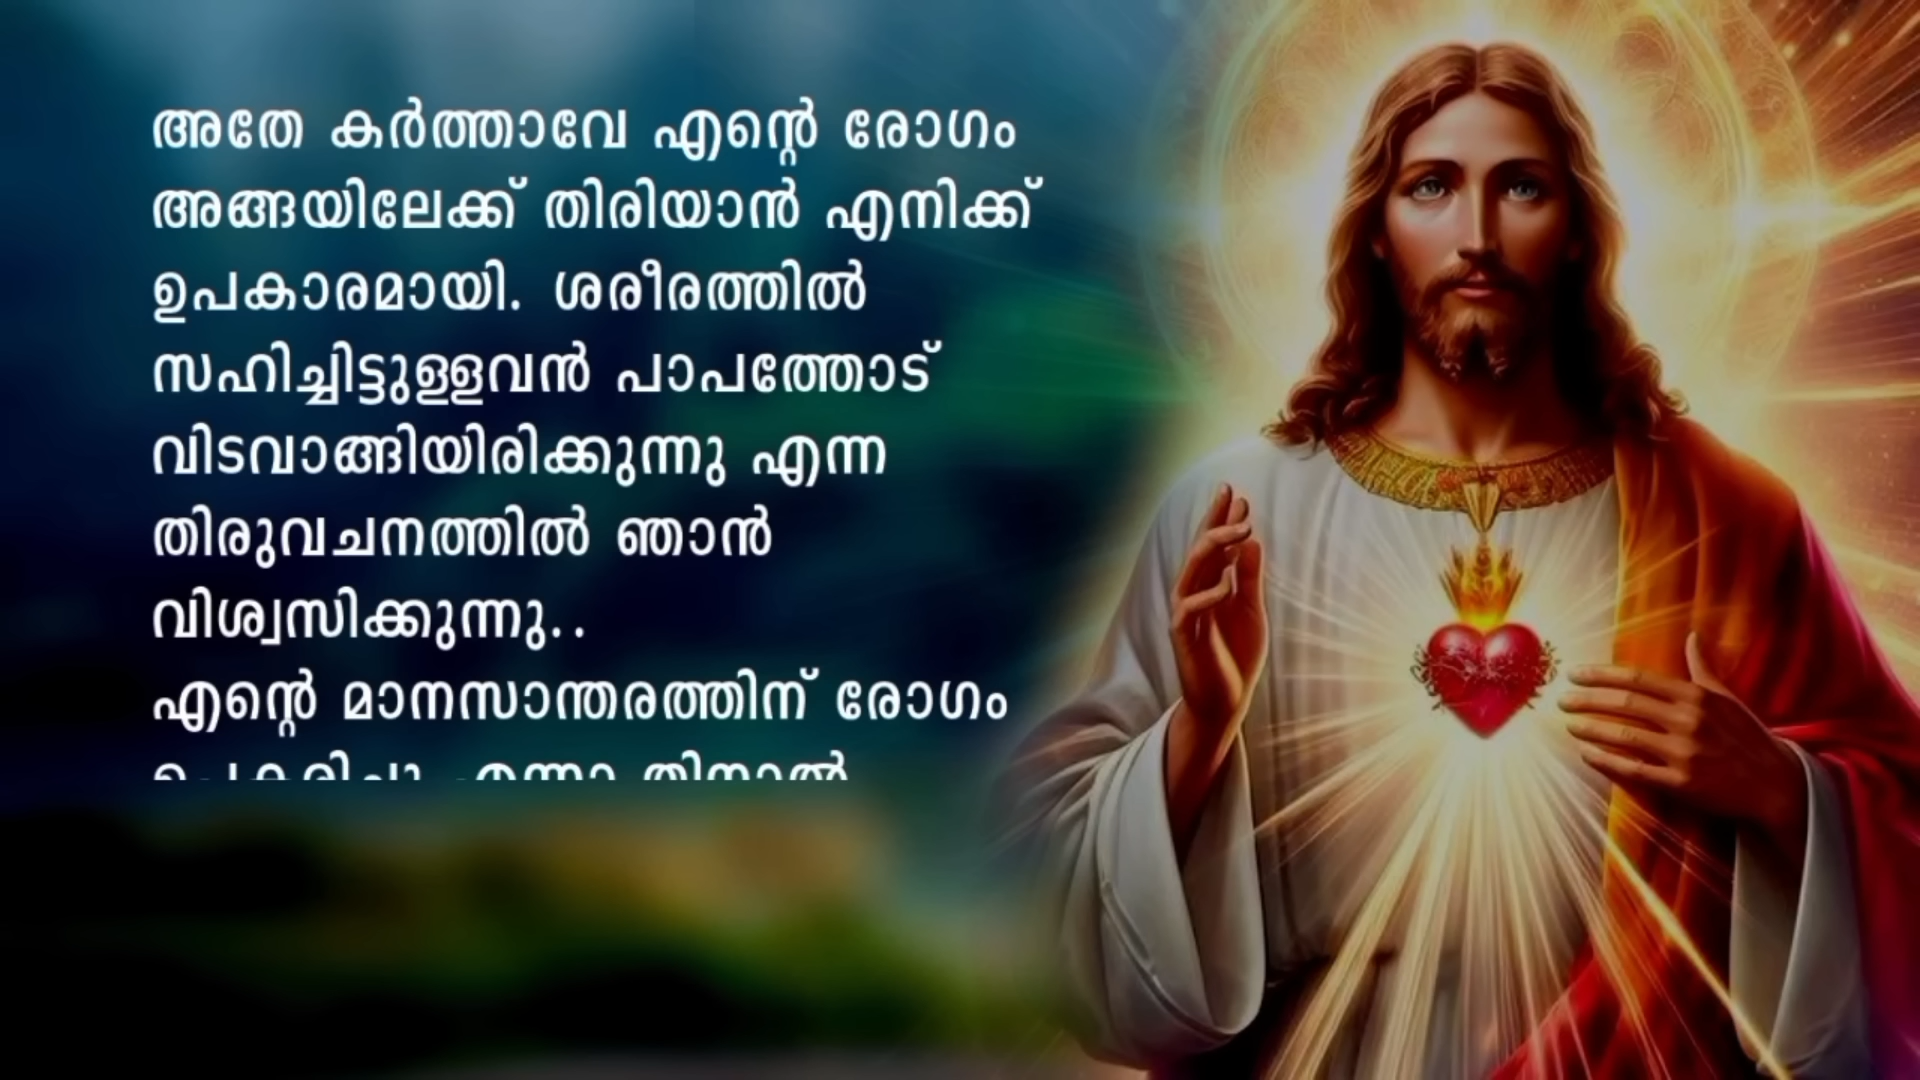 അതേ കർത്താവേ എന്റെ രോഗം
അങ്ങയിലേക്ക് തിരിയാൻ എനിക്ക്
ഉപകാരമായി. ശരീരത്തിൽ
സഹിച്ചിട്ടുള്ളവൻ പാപത്തോട്
വിടവാങ്ങിയിരിക്കുന്നു എന്ന
തിരുവചനത്തിൽ ഞാൻ
വിശ്വസിക്കുന്നു..
എന്റെ മാനസാന്തരത്തിന് രോഗം